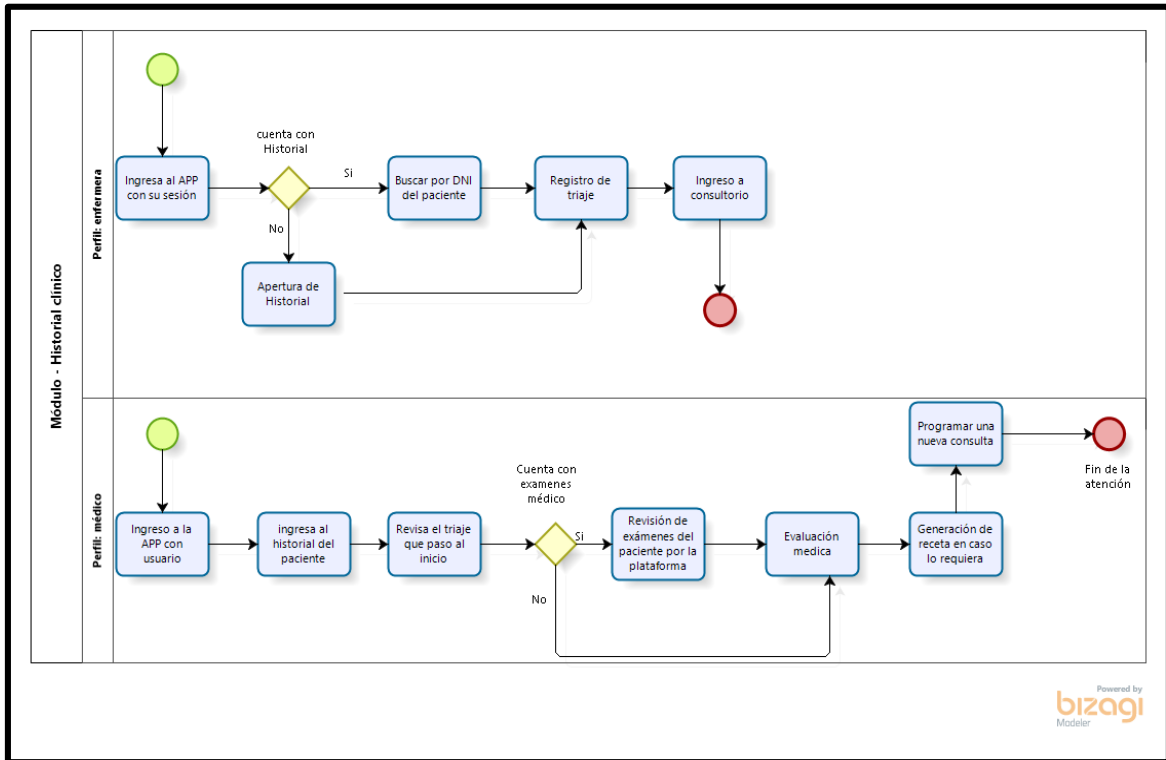 Módulo - Historial clínico
Perfil: enfermera
Ingresa al APP
con su sesión
cuenta con
Historial
Si
No
Buscar por DNI
del paciente
Registro de
triaje
Ingreso a
consultorio
Apertura de
Historial
Perfil: médico
Ingreso a la
APP con
usuario
ingresa al
historial del
paciente
Revisa el triaje
que paso al
inicio
Cuenta con
examenes
médico
Si
No
Revisión de
exámenes del
paciente por la
plataforma
Evaluación
medica
Generación de
receta en caso
lo requiera
Programar una
nueva consulta
Fin de la
atención
Powered by
bizagi
Modeler